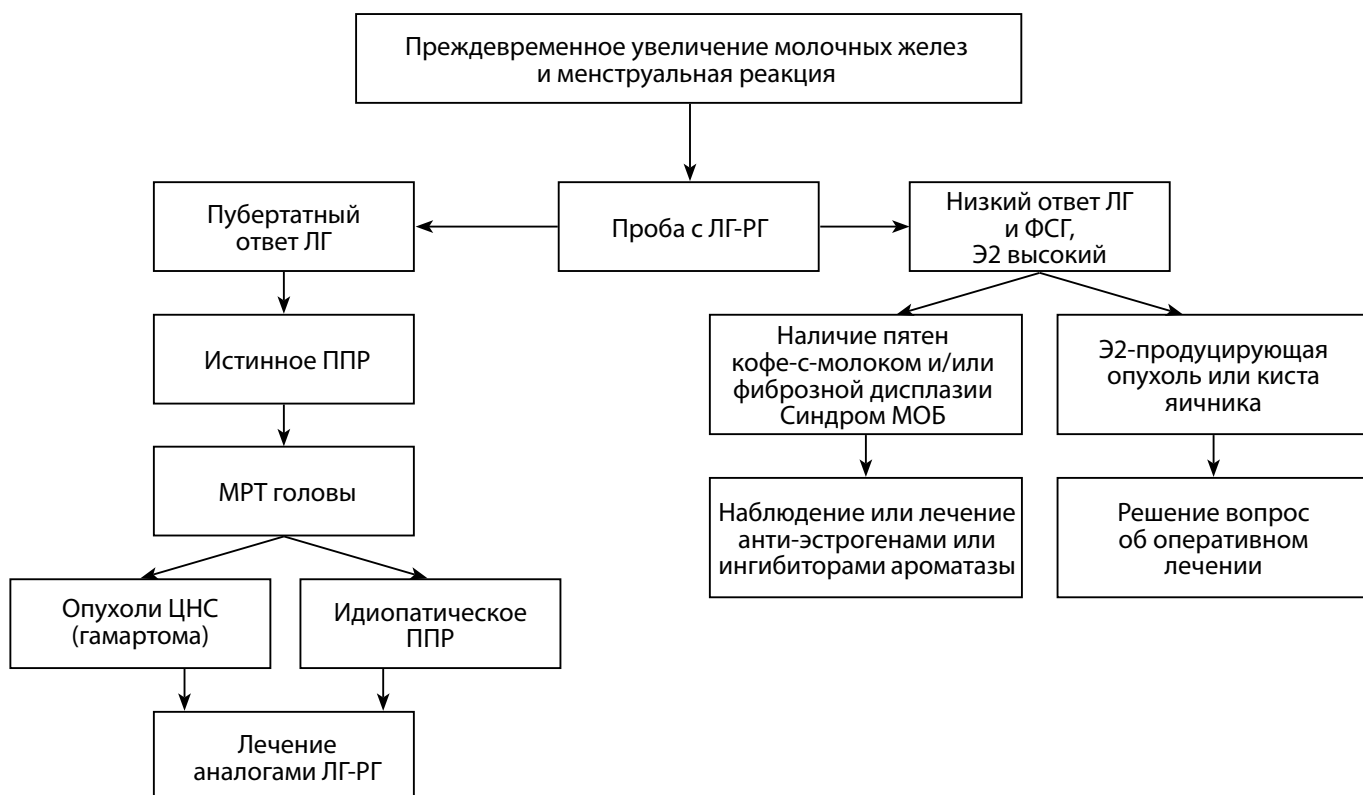 Преждевременное увеличение молочных желез
и менструальная реакция
Пубертатный
ответ ЛГ
Проба с ЛГ-РГ
Низкий ответ ЛГ
и ФСГ,
Э2 высокий
Истинное ППР
Наличие пятен
кофе-с-молоком и/или
фиброзной дисплазии
Синдром МОБ
Э2-продуцирующая
опухоль или киста
яичника
МРТ головы
Наблюдение или лечение
анти-эстрогенами или
ингибиторами ароматазы
Решение вопрос
об оперативном
лечении
Опухоли ЦНС
(гамартома)
Идиопатическое
ППР
Лечение
аналогами ЛГ-РГ